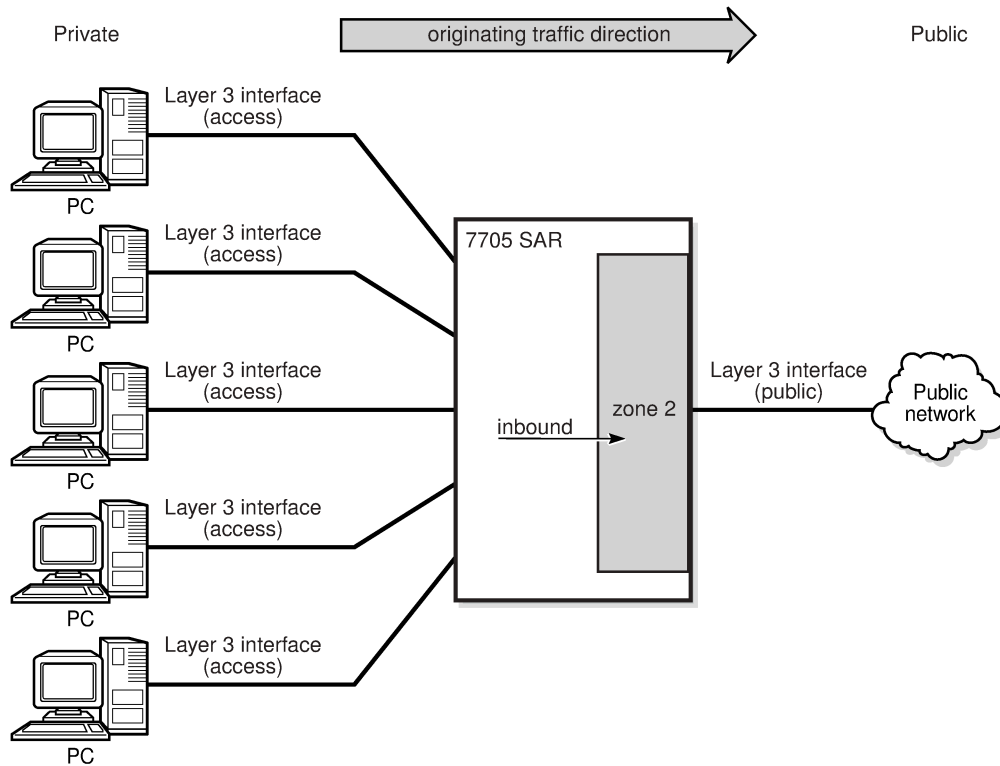 Private
originating traffic direction
Public
Layer 3 interface
(access)
PC
Layer 3 interface
(access)
PC
Layer 3 interface
(access)
PC
Layer 3 interface
(access)
PC
Layer 3 interface
(access)
PC
7705 SAR
inbound
zone 2
Layer 3 interface
(public)
Public
network